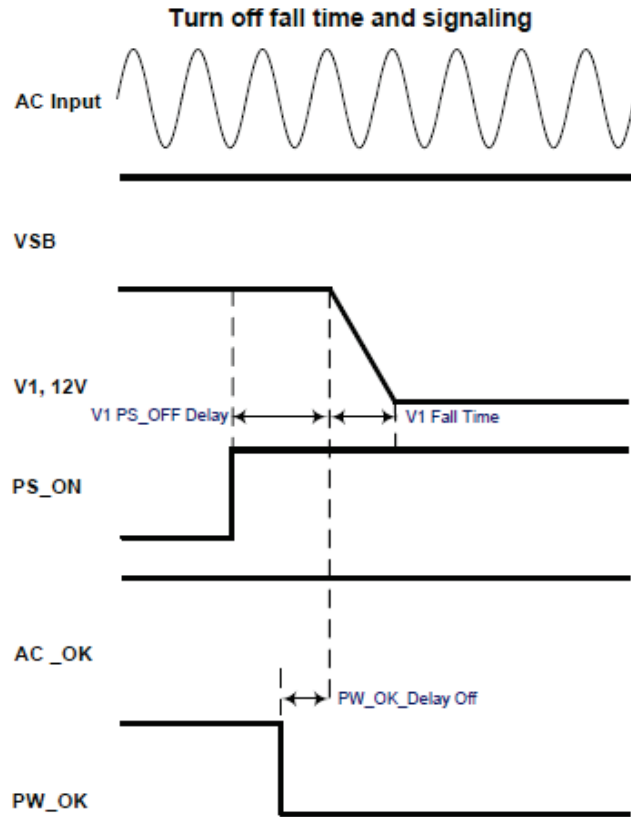 Turn off fall time and signaling
AC Input
VSB
V1, 12V
V1 PS_OFF Delay
V1 Fall Time
PS_ON
AC _OK
PW_OK_Delay Off
PW_OK